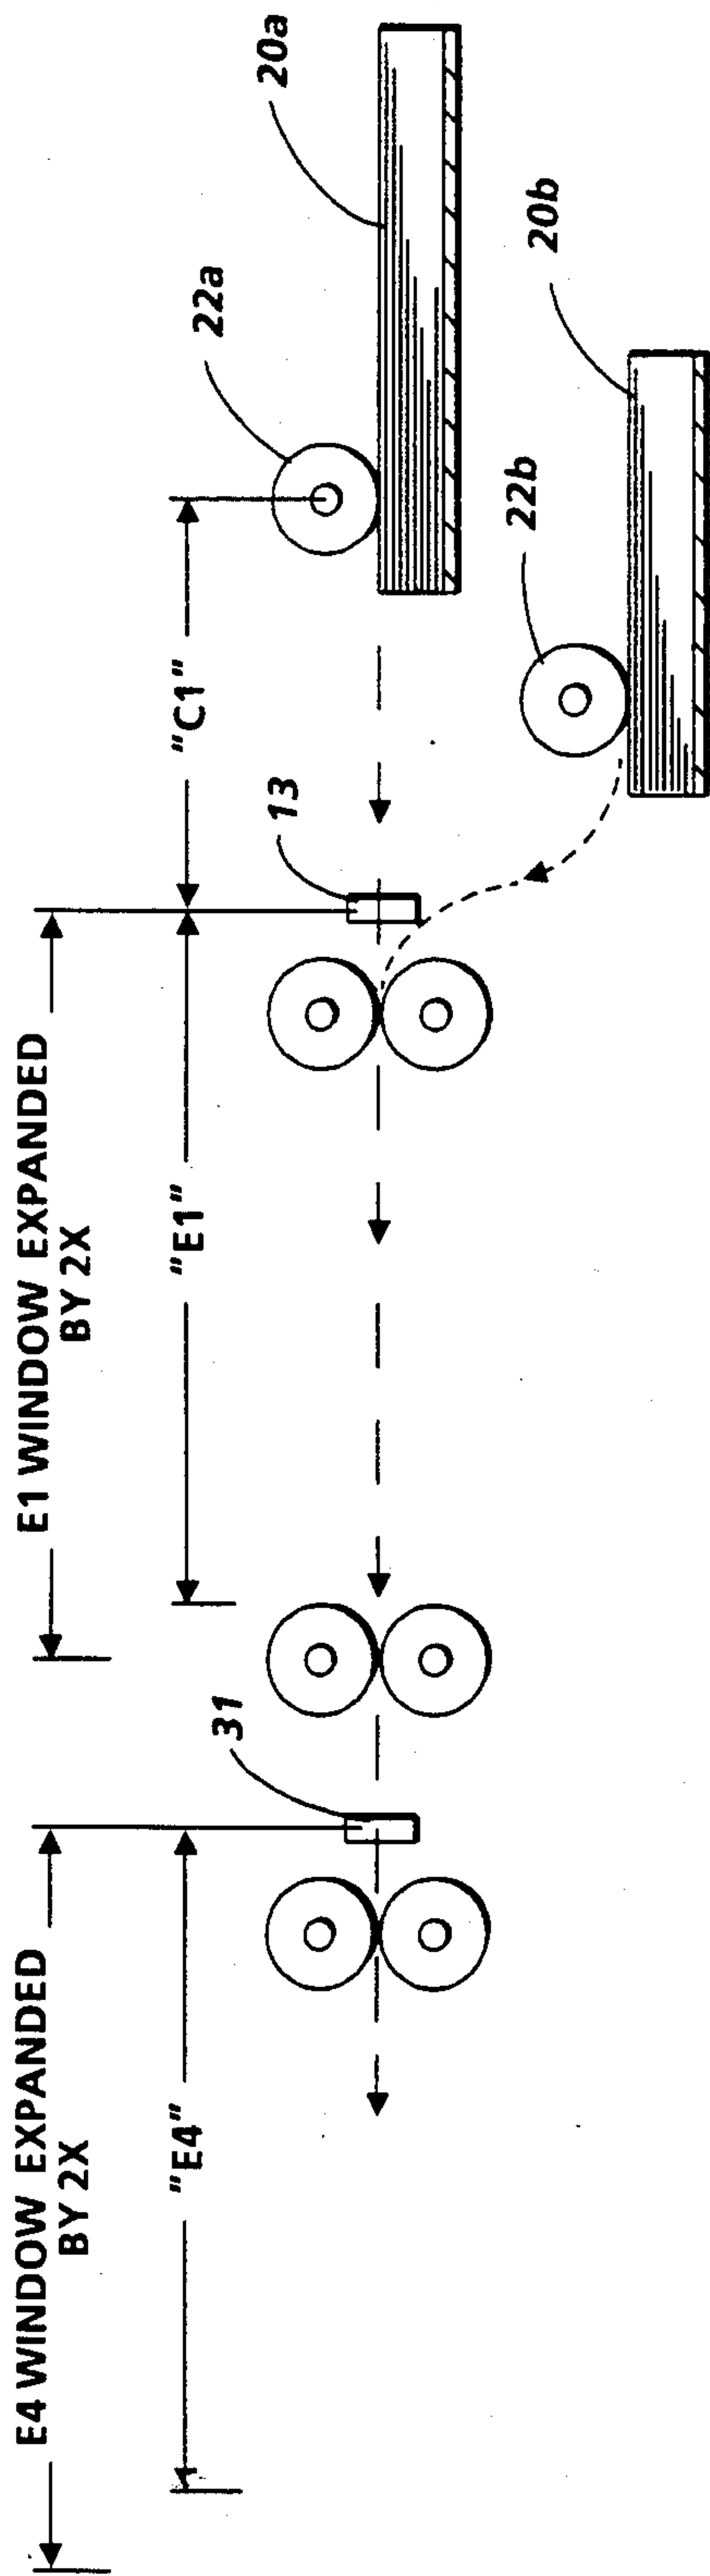 E4 WINDOW EXPANDED
BY 2X
E1 WINDOW EXPANDED
BY 2X
"E4"
"E1"
"C1"
31
13
22a
20a
22b
20b